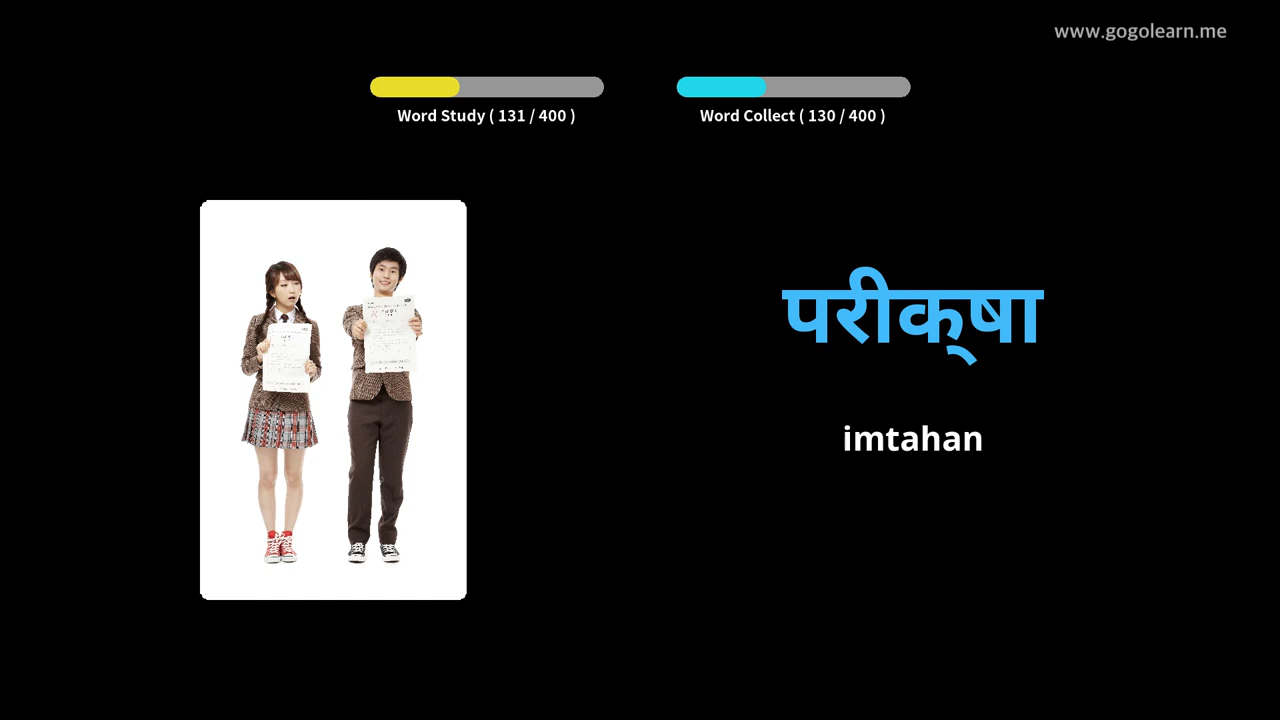 www.gogolearn.me
Word Study ( 131 / 400 )
Word Collect ( 130 / 400 )
परीक्‌षा
imtahan